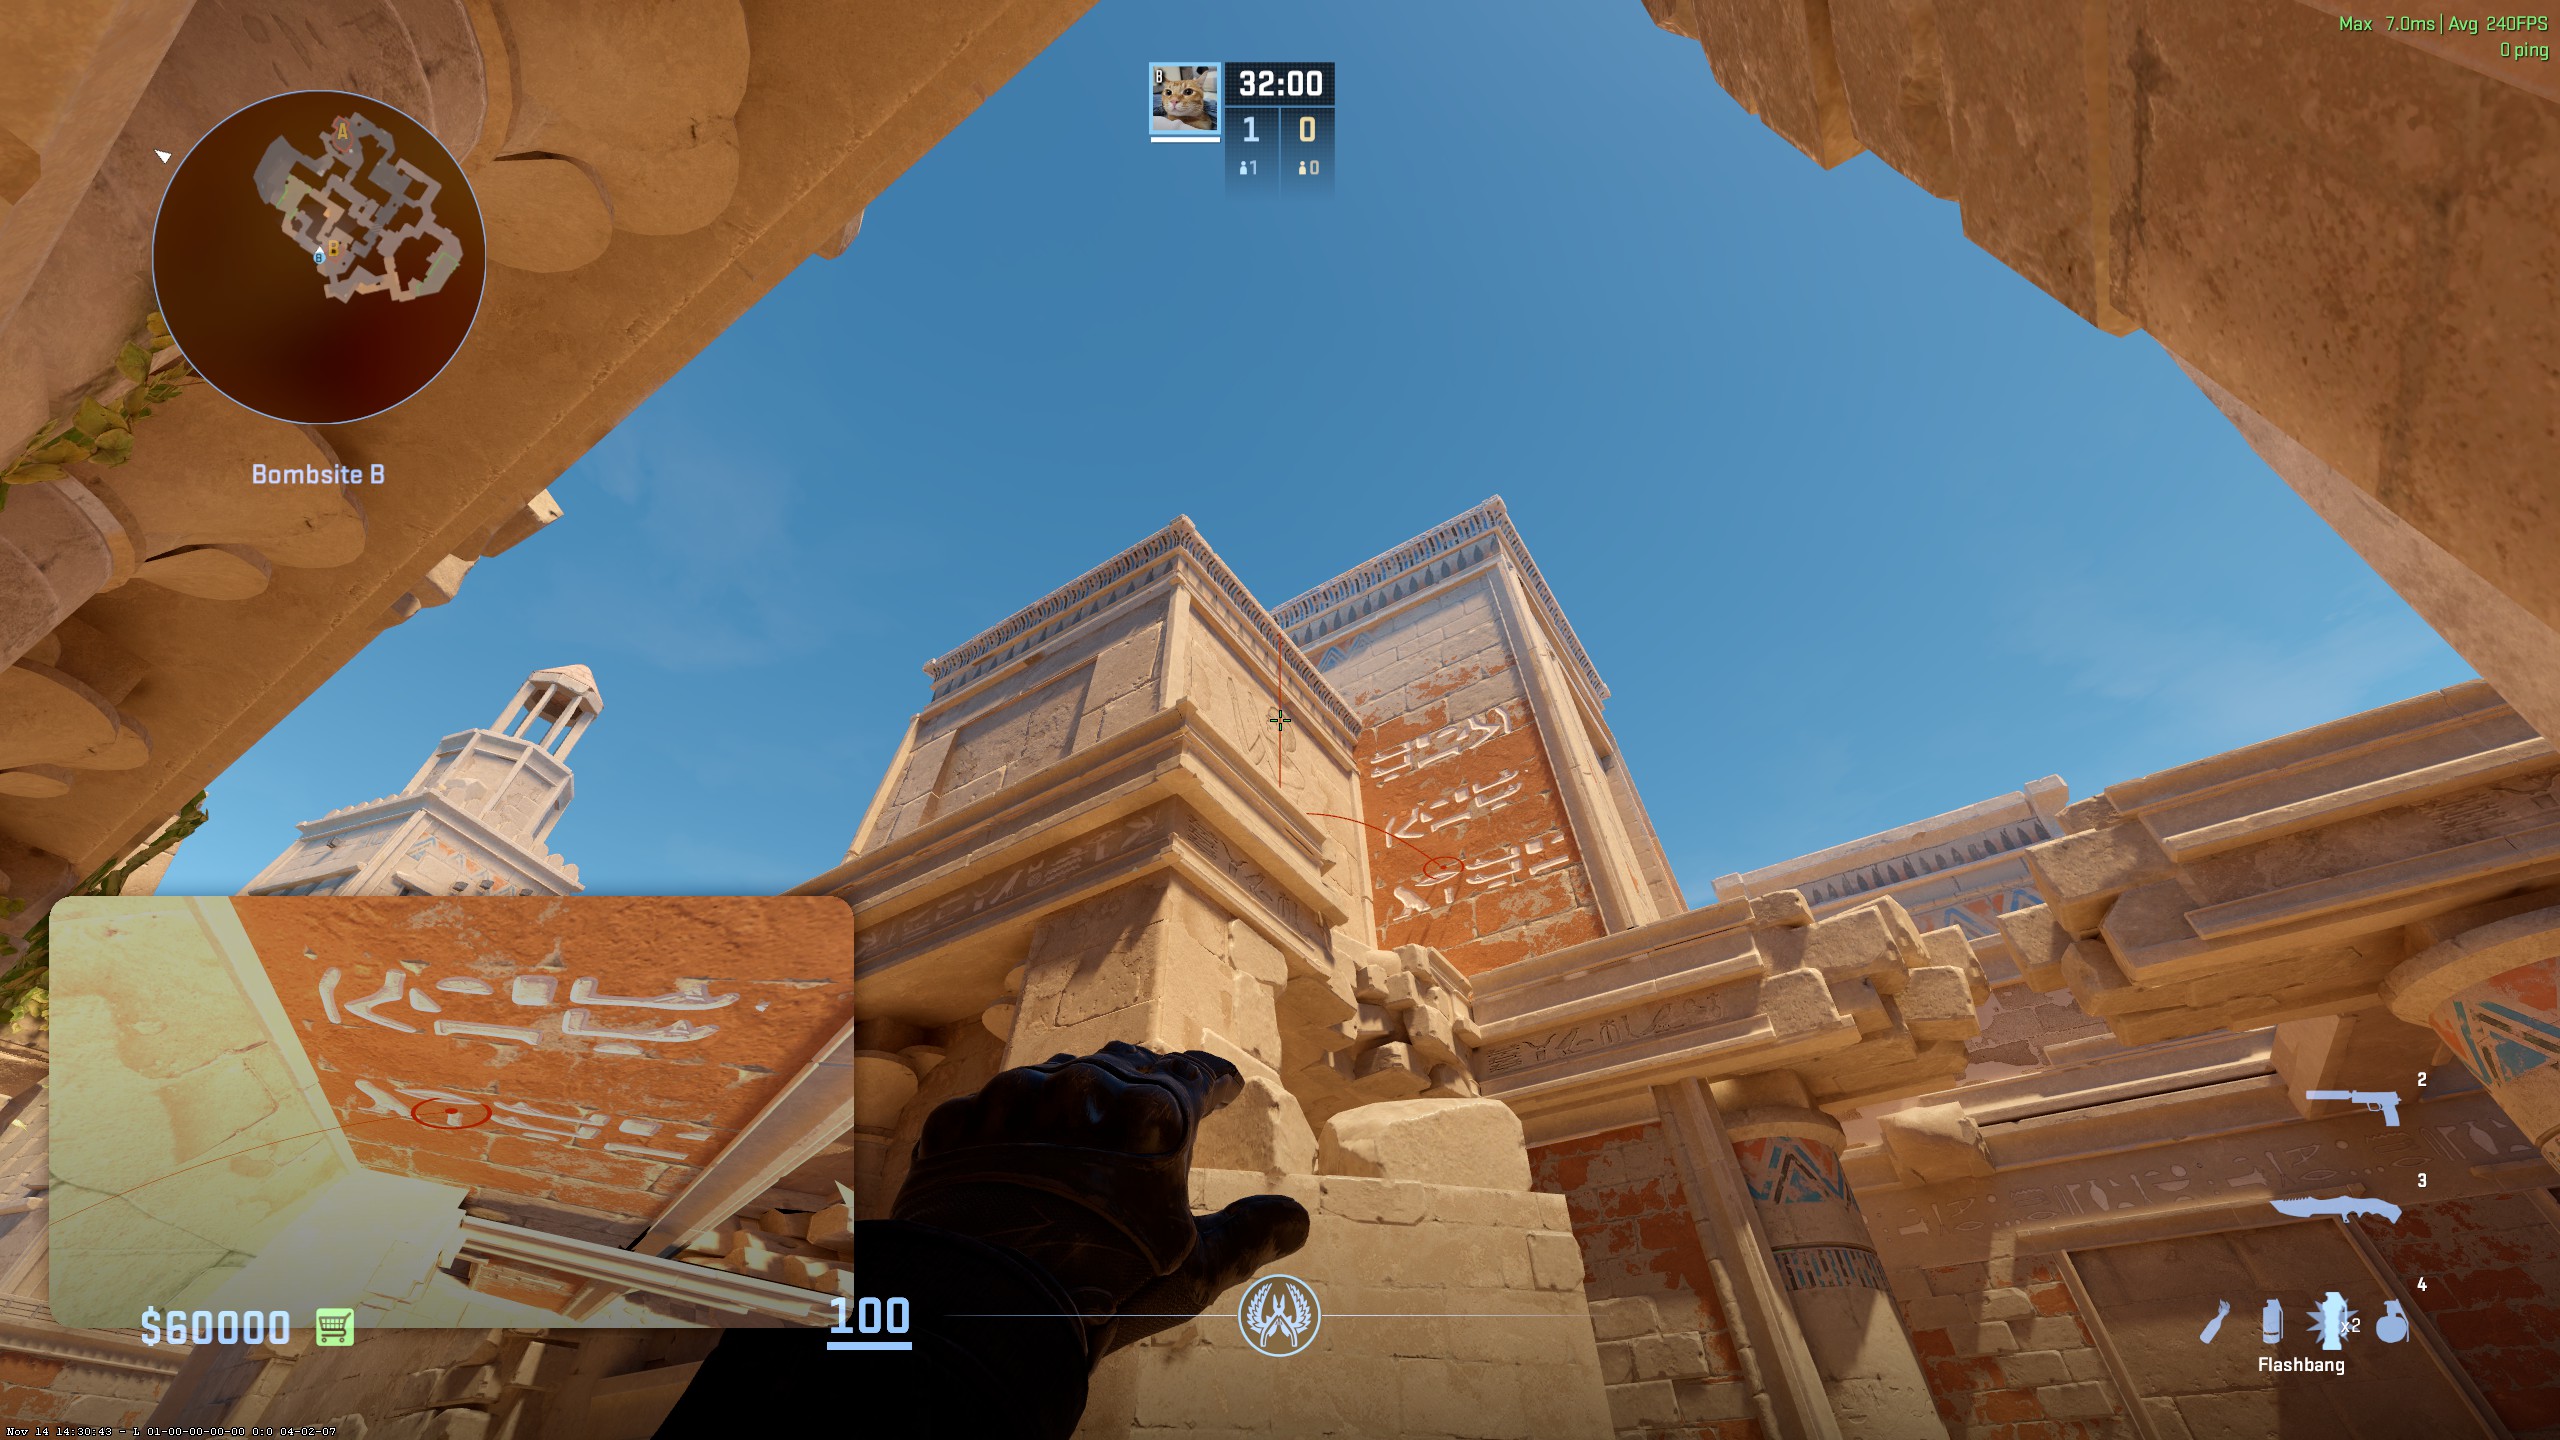 Max 7.0ms | Avg 240FPS
0 ping
B
32:00
1 0
1 0
A
B
B
Bombsite B
2
3
4
x2
Flashbang
$60000
100
Nov 14 14:30:43 - L 01-00-00-00-00 0:0 04-02-07